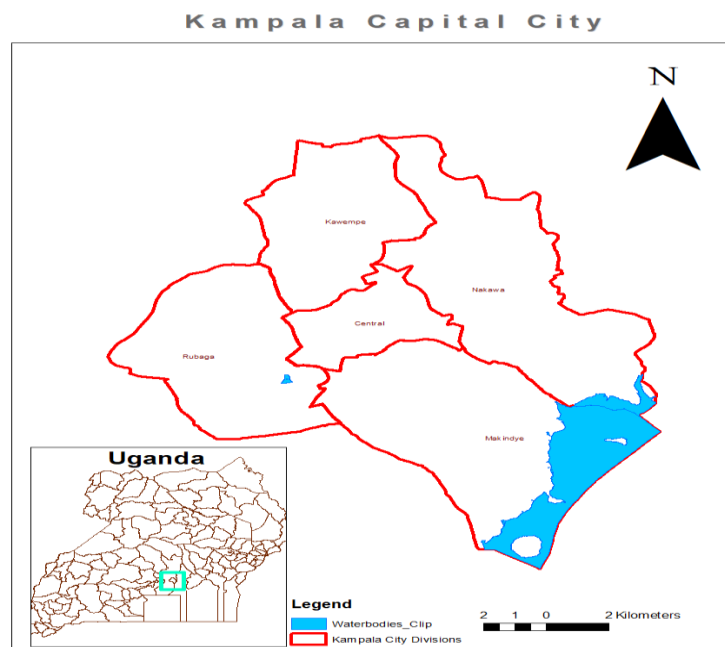 Kampala Capital City
N
Kawempe
Nakawa
Central
Rubaga
Makindye
Uganda
Legend
Waterbodies_Clip
Kampala City Divisions
2 1 0 2 Kilometers